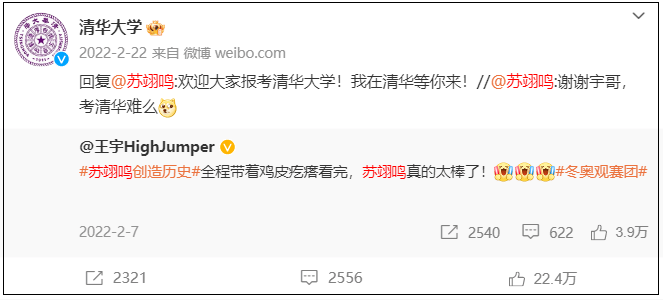 清华大学
2022-2-22 来自 微博 weibo.com
回复@苏翊鸣:欢迎大家报考清华大学！我在清华等你来！//@苏翊鸣:谢谢宇哥，
考清华难么
@王宇HighJumper
#苏翊鸣创造历史#全程带着鸡皮疙瘩看完，苏翊鸣真的太棒了！#冬奥观赛团#
2022-2-7 2540 622 3.9万
2321 2556 22.4万